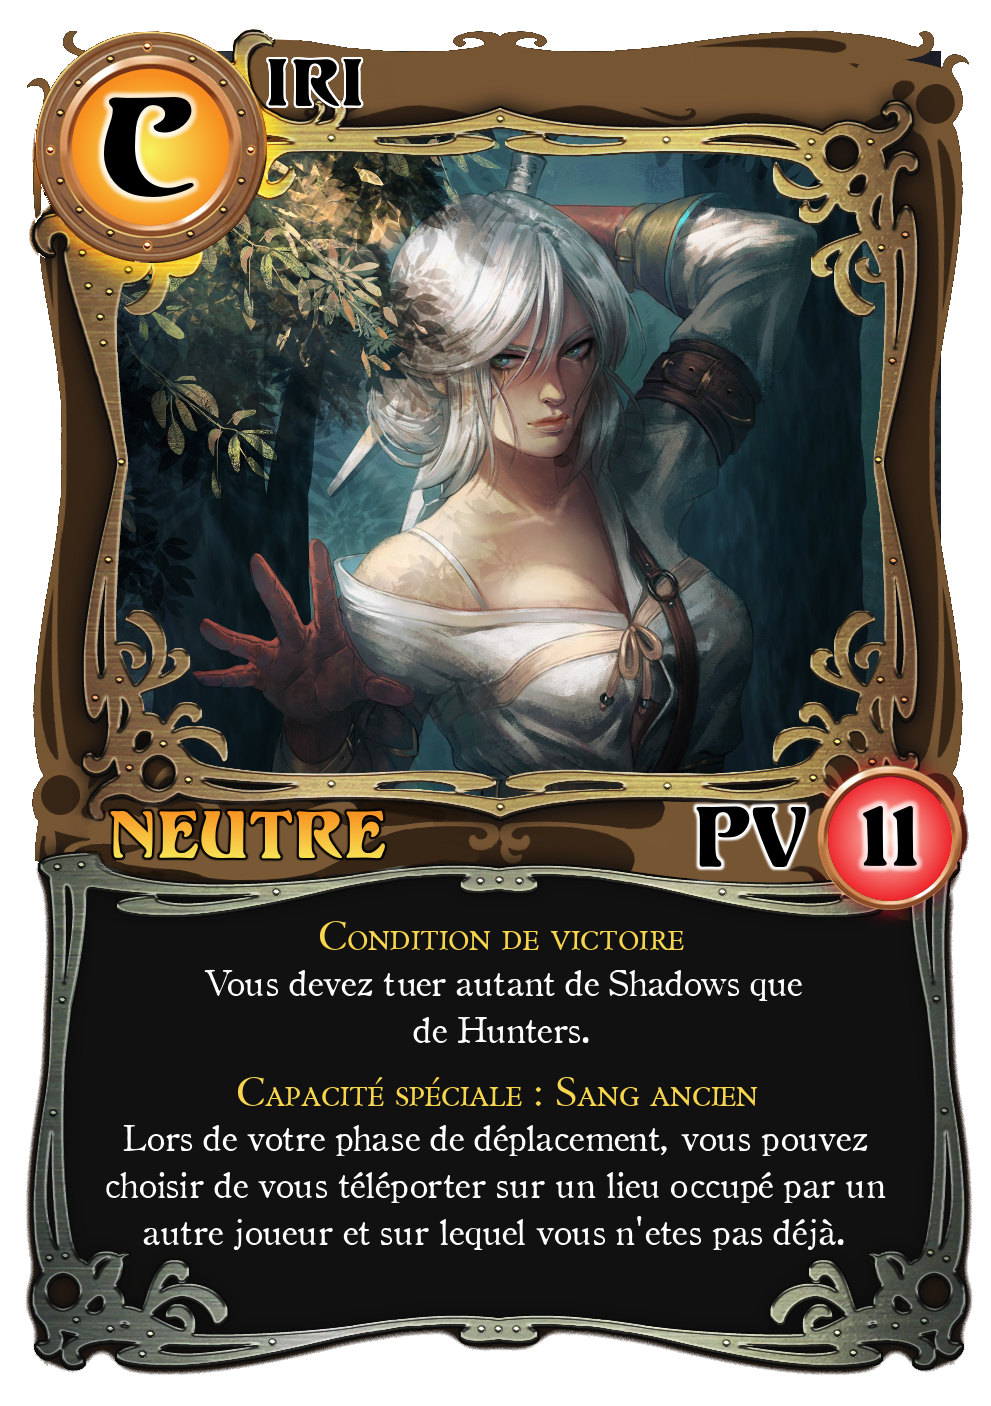 C IRI
NEUTRE PV 11
Condition de victoire
Vous devez tuer autant de Shadows que
de Hunters.
Capacité spéciale : Sang ancien
Lors de votre phase de déplacement, vous pouvez
choisir de vous téléporter sur un lieu occupé par un
autre joueur et sur lequel vous n'etes pas déjà.